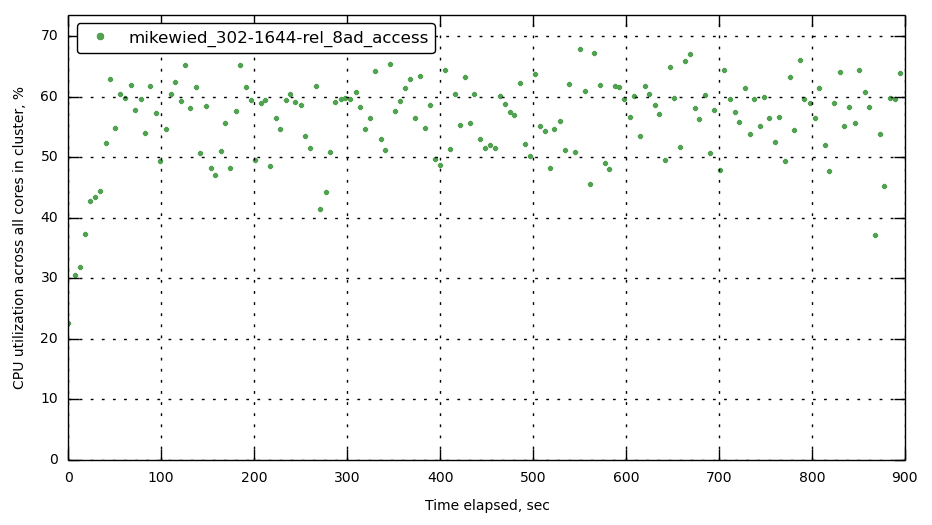 mikewied_302-1644-rel_8ad_access
CPU utilization across all cores in cluster, %
70
60
50
40
30
20
10
0
0 100 200 300 400 500 600 700 800 900
Time elapsed, sec